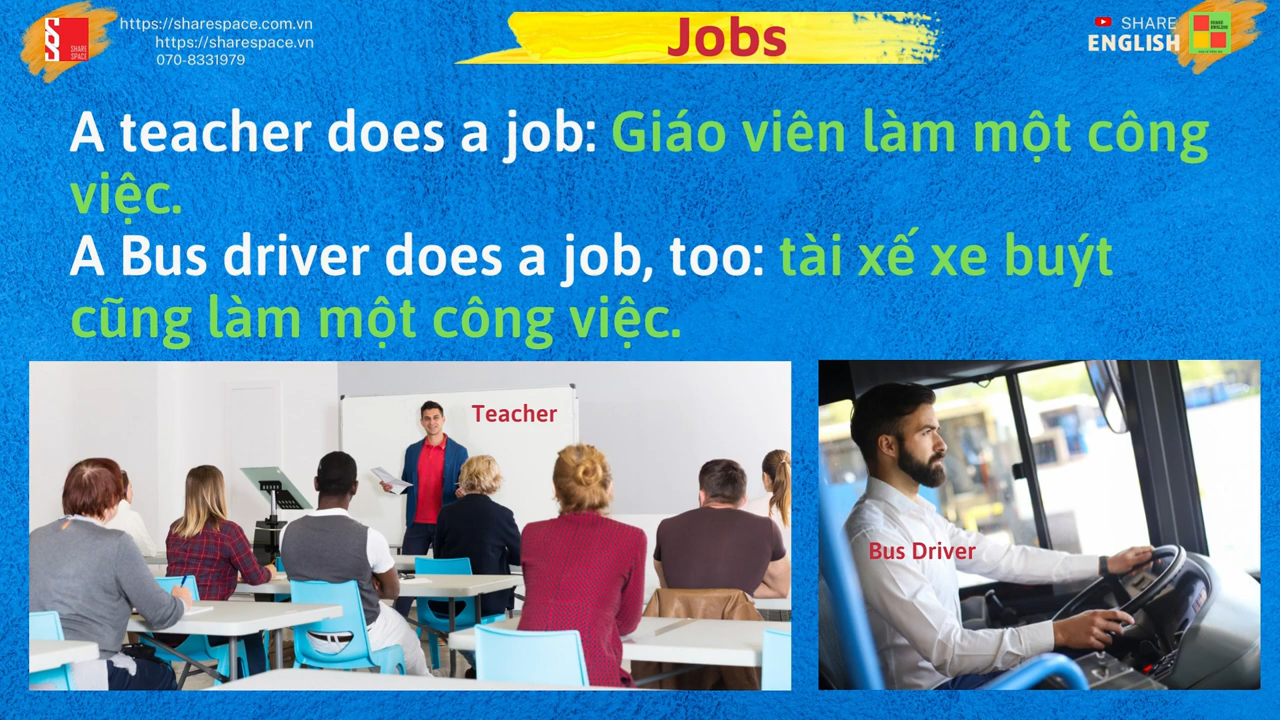 https://sharespace.com.vn
https://sharespace.vn
070-8331979
SHARE
SPACE
Jobs
SHARE
ENGLISH
A teacher does a job: Giáo viên làm một công
việc.
A Bus driver does a job, too: tài xế xe buýt
cũng làm một công việc.
Teacher
Bus Driver